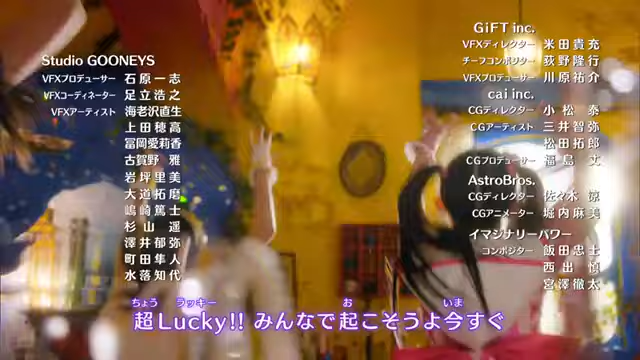 Studio GOONEYS
VFXプロデューサー 石原一志
VFXコーディネーター 足立浩之
VFXアーティスト 海老沢直生
上田穂高
冨岡愛莉香
古賀野 雅
岩坪里美
大道拓磨
嶋崎篤士
杉山 遥
澤井郁弥
町田隼人
水落知代
GiFT inc.
VFXディレクター 米田貴充
チーフコンポジター 荻野隆行
VFXプロデューサー 川原祐介
cai inc.
CGディレクター 小松 泰
CGアーティスト 三井智弥
松田拓郎
CGプロデューサー 福島 文
AstroBros.
CGディレクター 佐々木 涼
CGアニメーター 堀内麻美
イマジナリーパワー
コンポジター 飯田忠士
西出 慎
宮澤徹太
ちょう ラッキー お いま
超Lucky!! みんなで起こそうよ今すぐ